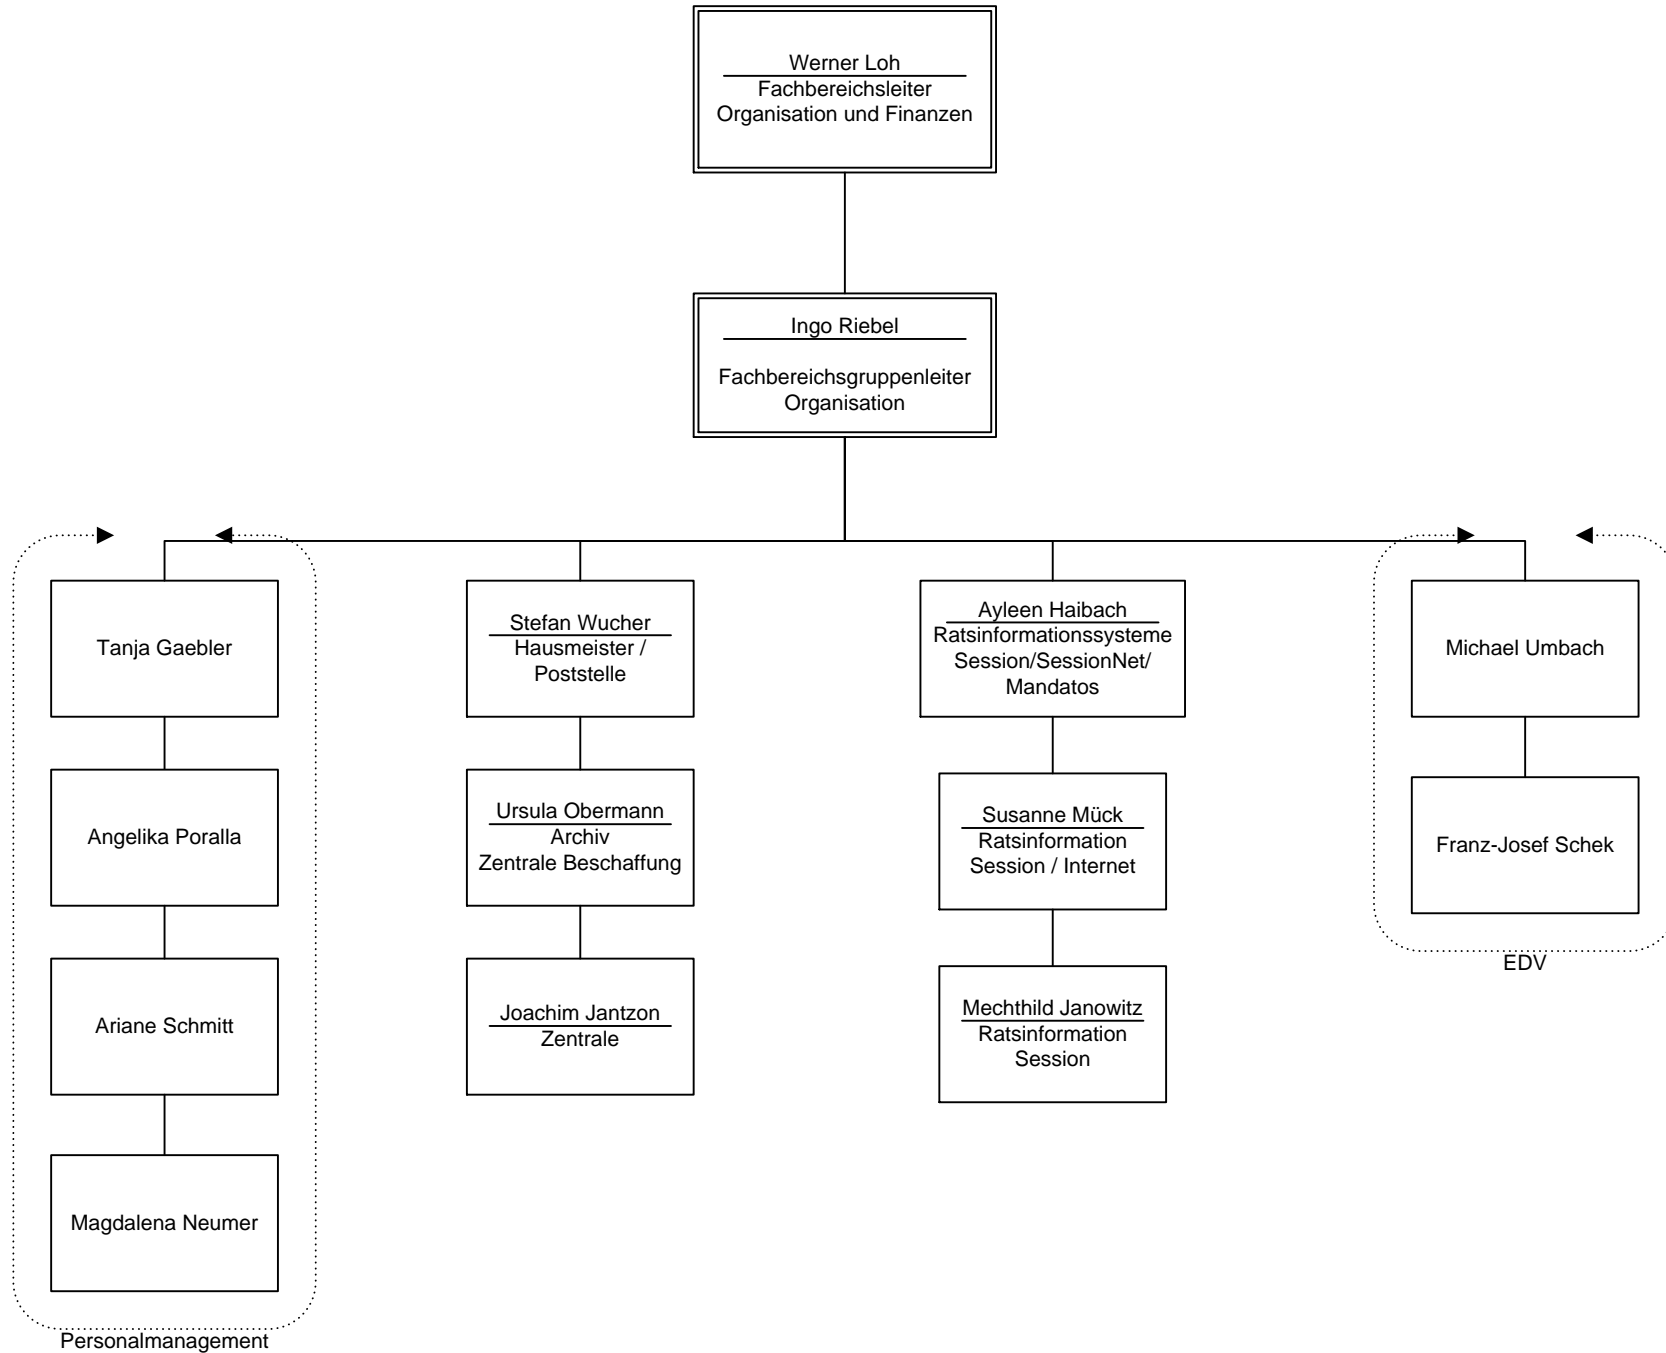 Werner Loh
Fachbereichsleiter
Organisation und Finanzen
Ingo Riebel
Fachbereichsgruppenleiter
Organisation
Tanja Gaebler
Angelika Poralla
Ariane Schmitt
Magdalena Neumer
Personalmanagement
Stefan Wucher
Hausmeister /
Poststelle
Ursula Obermann
Archiv
Zentrale Beschaffung
Joachim Jantzon
Zentrale
Ayleen Haibach
Ratsinformationssysteme
Session/SessionNet/
Mandatos
Susanne Mück
Ratsinformation
Session / Internet
Mechthild Janowitz
Ratsinformation
Session
Michael Umbach
Franz-Josef Schek
EDV